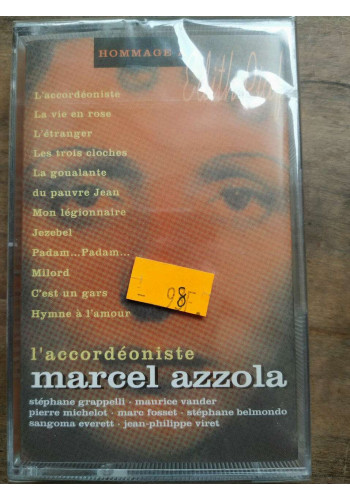 HOMMAGE
L'accordéoniste
La vie en rose
L'étranger
Les trois cloches
La goualante
du pauvre Jean
Mon légionnaire
Jezebel
Padam...Padam...
Milord
C'est un gars
Hymne à l'amour
l'accordéoniste
marcel azzola
stéphane grappelli · maurice vander
pierre michelot · marc fosset · stéphane belmondo
sangoma everett · jean-philippe viret